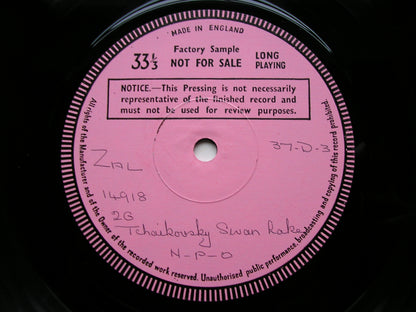 MADE IN ENGLAND
33⅓
Factory Sample
NOT FOR SALE
LONG
PLAYING
NOTICE.—This Pressing is not necessarily
representative of the finished record and
must not be used for review purposes.
ZAL
37-D-3
14918
2G
Tchaikovsky Swan Rake
N-P-O
All rights of the Manufacturer and of the Owner of the recorded work reserved. Unauthorised public performance, broadcasting and copying of this record prohibited.